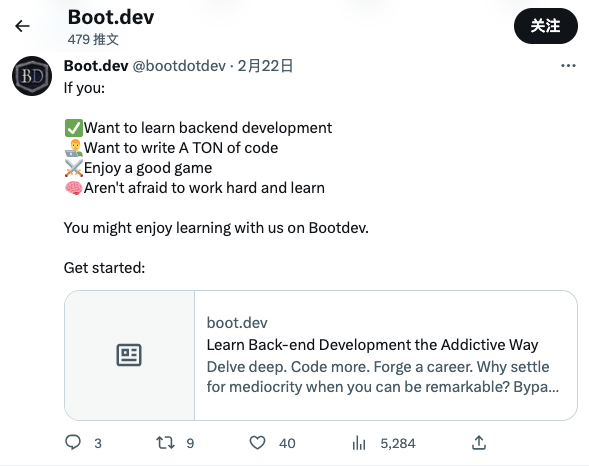 Boot.dev
479 推文
关注
BD
Boot.dev @bootdotdev · 2月22日
If you:
✅Want to learn backend development
👨‍💻Want to write A TON of code
⚔️Enjoy a good game
🧠Aren't afraid to work hard and learn
You might enjoy learning with us on Bootdev.
Get started:
boot.dev
Learn Back-end Development the Addictive Way
Delve deep. Code more. Forge a career. Why settle
for mediocrity when you can be remarkable? Bypa...
3 9 40 5,284